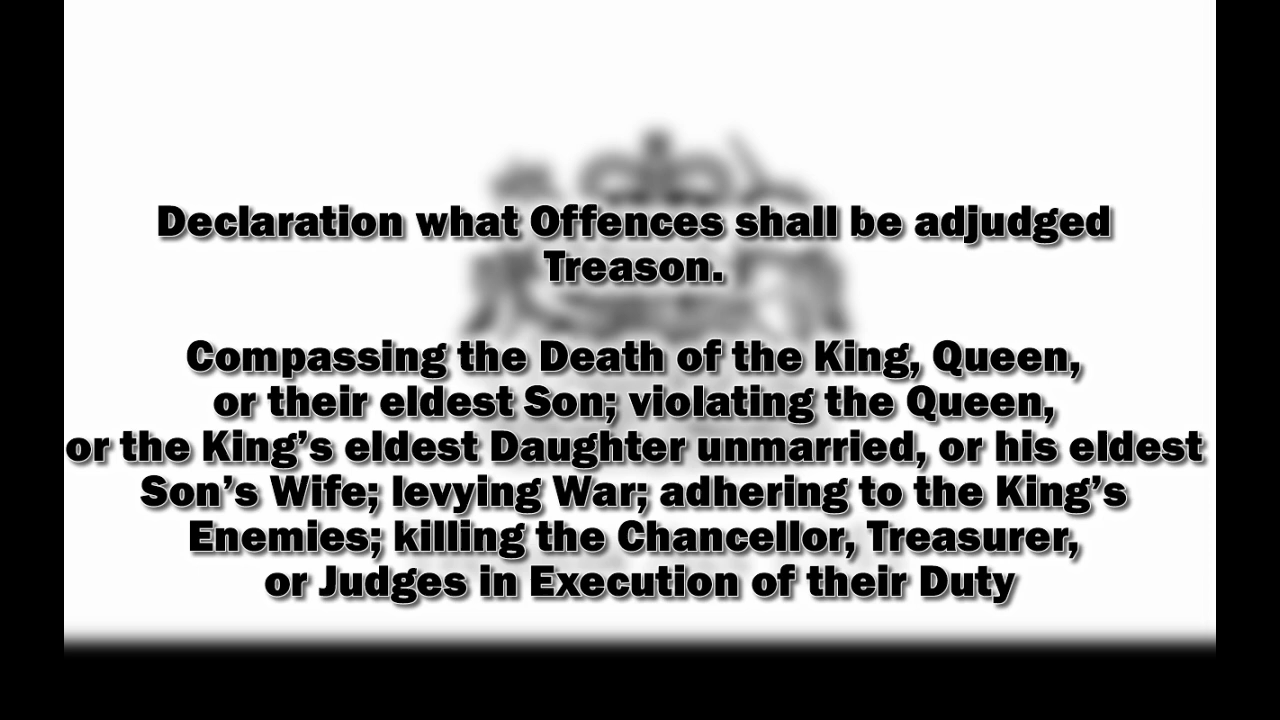 Declaration what Offences shall be adjudged
Treason.
Compassing the Death of the King, Queen,
or their eldest Son; violating the Queen,
or the King’s eldest Daughter unmarried, or his eldest
Son’s Wife; levying War; adhering to the King’s
Enemies; killing the Chancellor, Treasurer,
or Judges in Execution of their Duty